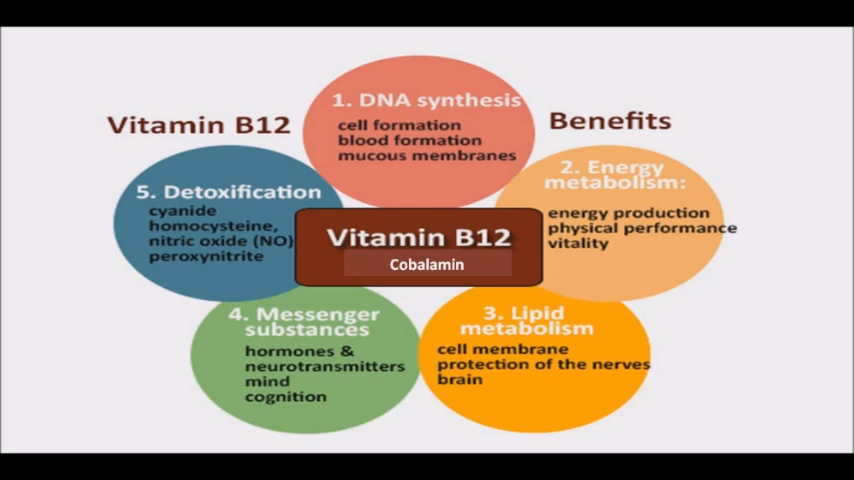 Vitamin B12
Benefits
1. DNA synthesis
cell formation
blood formation
mucous membranes
2. Energy
metabolism:
energy production
physical performance
vitality
5. Detoxification
cyanide
homocysteine,
nitric oxide (NO)
peroxynitrite
Vitamin B12
Cobalamin
4. Messenger
substances
hormones &
neurotransmitters
mind
cognition
3. Lipid
metabolism
cell membrane
protection of the nerves
brain